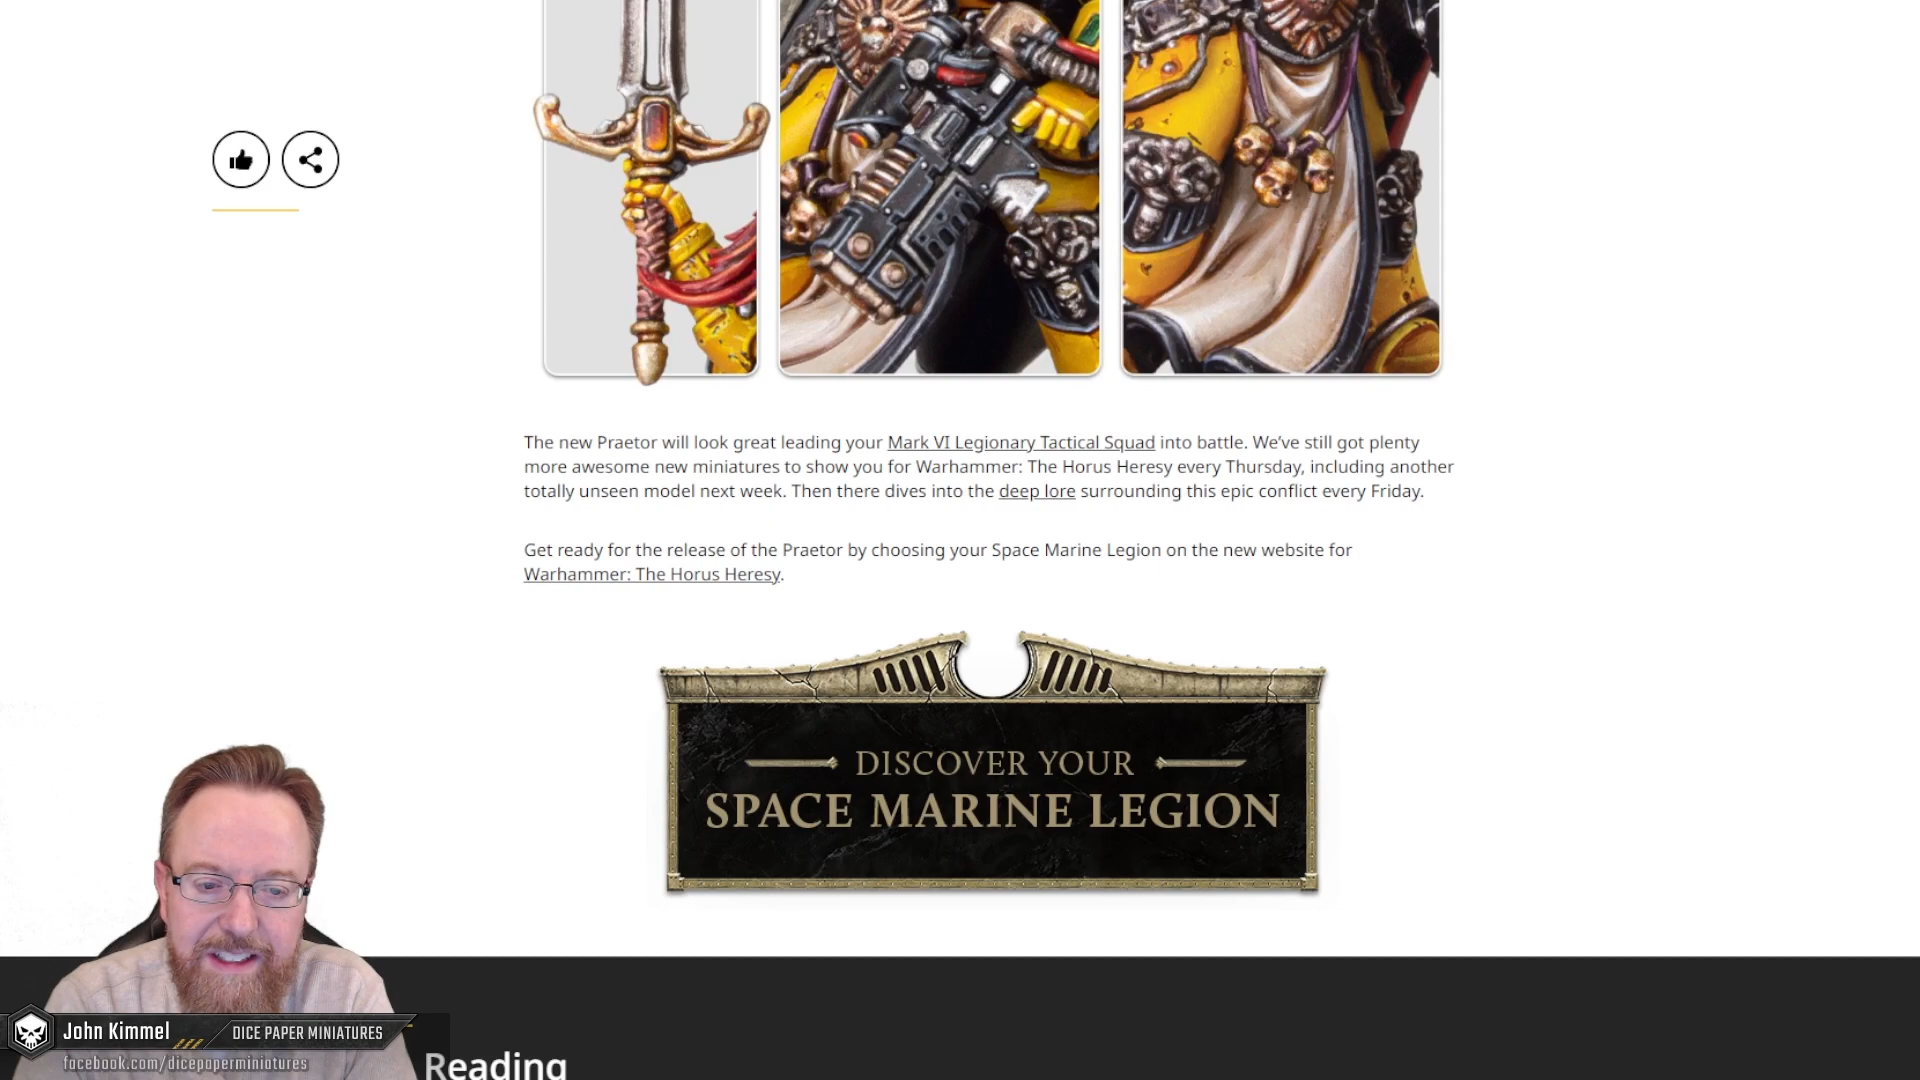 The new Praetor will look great leading your Mark VI Legionary Tactical Squad into battle. We've still got plenty
more awesome new miniatures to show you for Warhammer: The Horus Heresy every Thursday, including another
totally unseen model next week. Then there dives into the deep lore surrounding this epic conflict every Friday.
Get ready for the release of the Praetor by choosing your Space Marine Legion on the new website for
Warhammer: The Horus Heresy.
DISCOVER YOUR
SPACE MARINE LEGION
John Kimmel
DICE PAPER MINIATURES
facebook.com/dicepaperminiatures
Reading